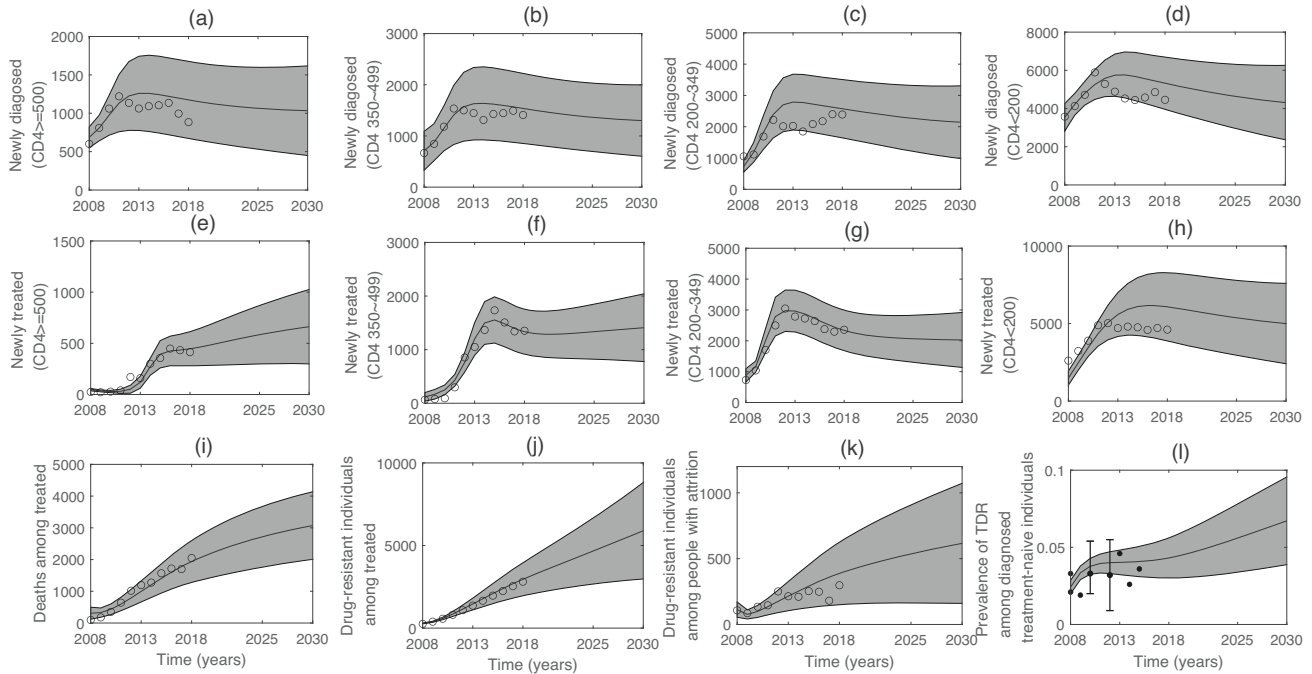 (a)
Newly diagosed
(CD4>=500)
2000
1500
1000
500
0
2008 2013 2018 2025 2030
(b)
Newly diagosed
(CD4 350~499)
3000
2000
1000
0
2008 2013 2018 2025 2030
(c)
Newly diagosed
(CD4 200~349)
5000
4000
3000
2000
1000
0
2008 2013 2018 2025 2030
(d)
Newly diagosed
(CD4<200)
8000
6000
4000
2000
0
2008 2013 2018 2025 2030
(e)
Newly treated
(CD4>=500)
1500
1000
500
0
2008 2013 2018 2025 2030
(f)
Newly treated
(CD4 350~499)
3000
2000
1000
0
2008 2013 2018 2025 2030
(g)
Newly treated
(CD4 200~349)
5000
4000
3000
2000
1000
0
2008 2013 2018 2025 2030
(h)
Newly treated
(CD4<200)
10000
5000
0
2008 2013 2018 2025 2030
(i)
Deaths among treated
5000
4000
3000
2000
1000
0
2008 2013 2018 2025 2030
Time (years)
(j)
Drug-resistant individuals
among treated
10000
5000
0
2008 2013 2018 2025 2030
Time (years)
(k)
Drug-resistant individuals
among people with attrition
1000
500
0
2008 2013 2018 2025 2030
Time (years)
(l)
Prevalence of TDR
among diagnosed
treatment-naive individuals
0.1
0.05
0
2008 2013 2018 2025 2030
Time (years)